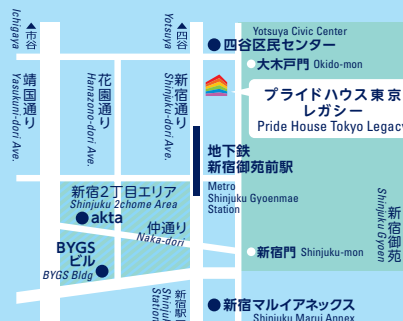 ▲市谷
Ichigaya
靖国通り
Yasukuni-dori Ave.
花園通り
Hanazono-dori Ave.
▲四谷
Yotsuya
新宿通り
Shinjuku-dori Ave.
Yotsuya Civic Center
四谷区民センター
大木戸門 Okido-mon
プライドハウス東京
レガシー
Pride House Tokyo Legacy
地下鉄
新宿御苑前駅
Metro
Shinjuku Gyoenmae
Station
新宿2丁目エリア
Shinjuku 2chome Area
akta
仲通り
Naka-dori
BYGS
ビル
BYGS Bldg
新宿御苑
Shinjuku Gyoen
新宿門 Shinjuku-mon
新宿駅
Shinjuku
Station
新宿マルイアネックス
Shinjuku Marui Annex